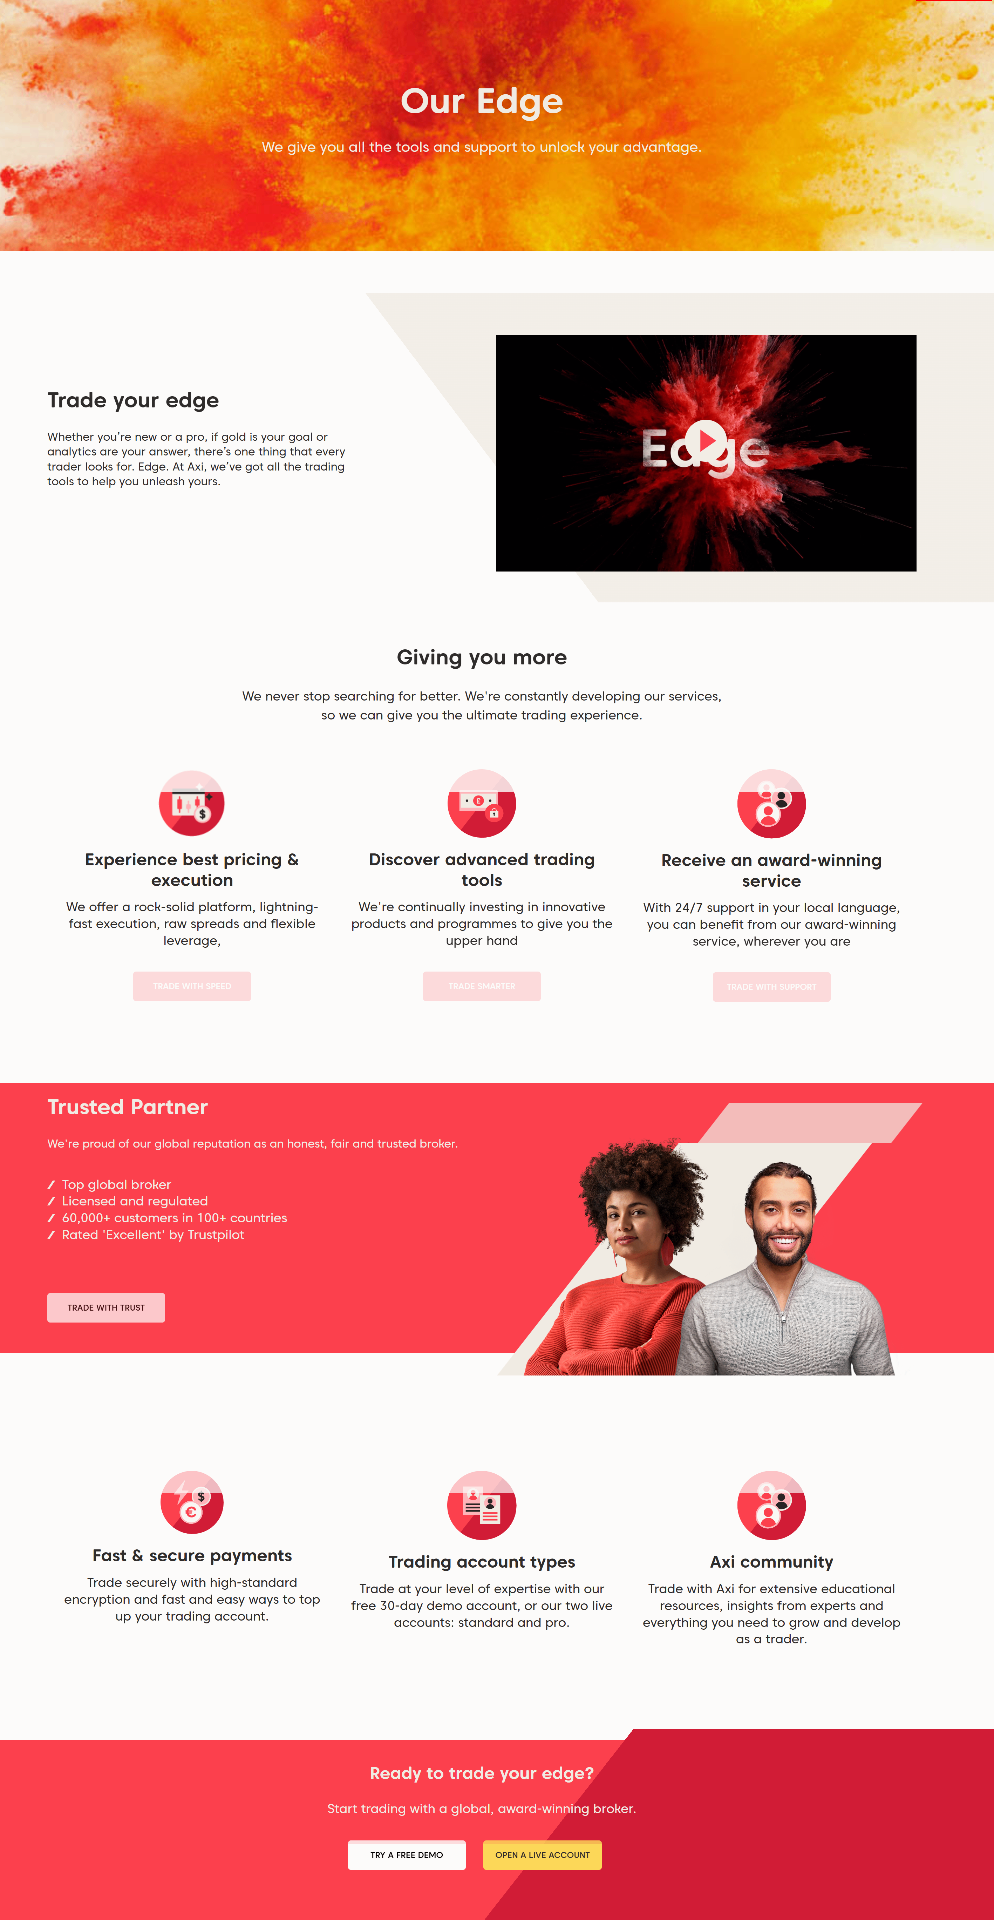 Our Edge
We give you all the tools and support to unlock your advantage.
Trade your edge
Whether you're new or a pro, if gold is your goal or
analytics are your answer, there's one thing that every
trader looks for. Edge. At Axi, we've got all the trading
tools to help you unleash yours.
Edge
Giving you more
We never stop searching for better. We're constantly developing our services,
so we can give you the ultimate trading experience.
Experience best pricing &
execution
We offer a rock-solid platform, lightning-
fast execution, raw spreads and flexible
leverage,
TRADE WITH SPEED
Discover advanced trading
tools
We're continually investing in innovative
products and programmes to give you the
upper hand
TRADE SMARTER
Receive an award-winning
service
With 24/7 support in your local language,
you can benefit from our award-winning
service, wherever you are
TRADE WITH SUPPORT
Trusted Partner
We're proud of our global reputation as an honest, fair and trusted broker.
Top global broker
Licensed and regulated
60,000+ customers in 100+ countries
Rated 'Excellent' by Trustpilot
TRADE WITH TRUST
Fast & secure payments
Trade securely with high-standard
encryption and fast and easy ways to top
up your trading account.
Trading account types
Trade at your level of expertise with our
free 30-day demo account, or our two live
accounts: standard and pro.
Axi community
Trade with Axi for extensive educational
resources, insights from experts and
everything you need to grow and develop
as a trader.
Ready to trade your edge?
Start trading with a global, award-winning broker.
TRY A FREE DEMO
OPEN A LIVE ACCOUNT